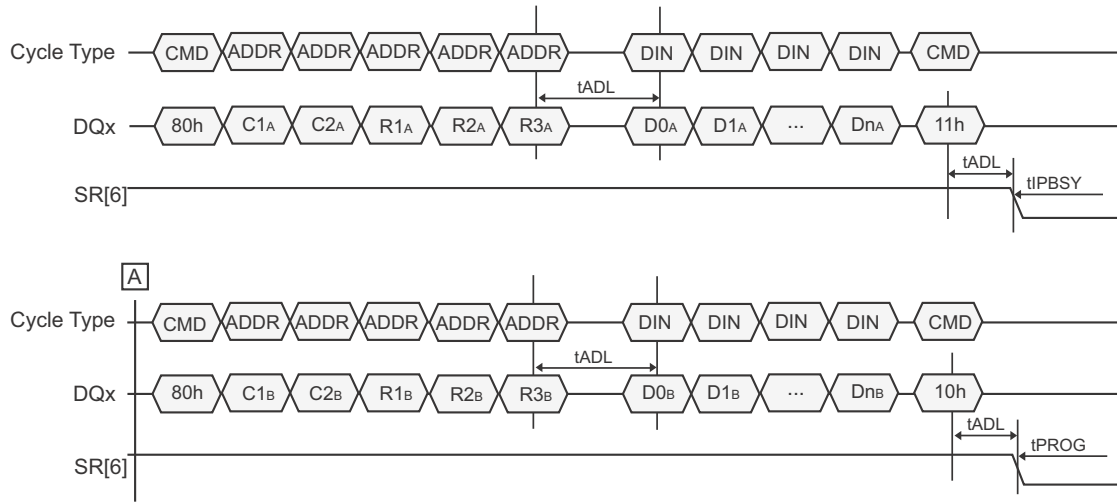 Cycle Type CMD ADDR ADDR ADDR ADDR ADDR DIN DIN DIN DIN CMD
tADL
DQx 80h C1A C2A R1A R2A R3A D0A D1A ... DnA 11h
tADL
SR[6] tIPBSY
A
Cycle Type CMD ADDR ADDR ADDR ADDR ADDR DIN DIN DIN DIN CMD
tADL
DQx 80h C1B C2B R1B R2B R3B D0B D1B ... DnB 10h
tADL
SR[6] tPROG